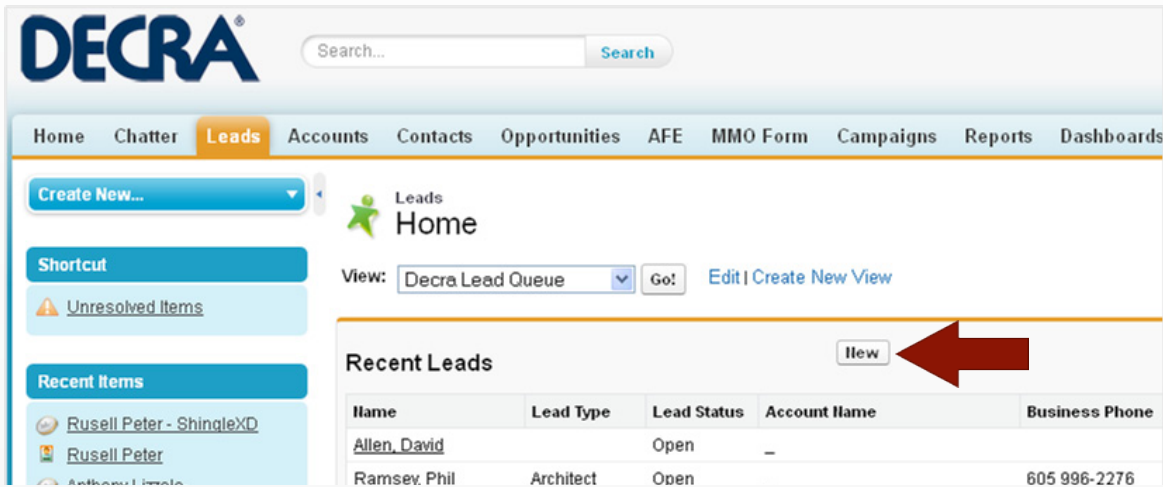 DECRA®
Search... Search
Home Chatter Leads Accounts Contacts Opportunities AFE MMO Form Campaigns Reports Dashboards
Create New...
Shortcut
Unresolved Items
Recent Items
Rusell Peter - ShingleXD
Rusell Peter
Leads
Home
View: Decra Lead Queue Go! Edit | Create New View
Recent Leads New
Name Lead Type Lead Status Account Name Business Phone
Allen, David Open _
Ramsey, Phil Architect Open 605 996-2276